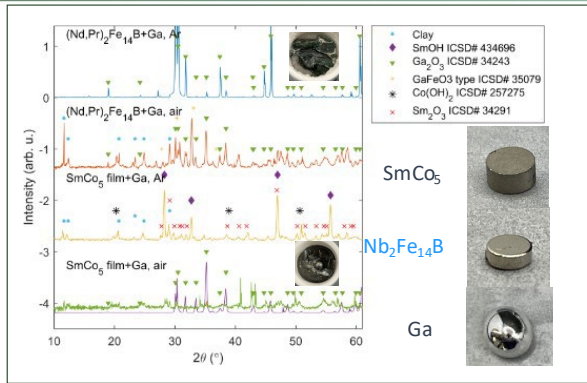 (Nd,Pr)₂Fe₁₄B+Ga, Ar
(Nd,Pr)₂Fe₁₄B+Ga, air
SmCo₅ film+Ga, Ar
SmCo₅ film+Ga, air
Intensity (arb. u.)
0
-1
-2
-3
-4
10 20 30 40 50 60
2θ (°)
Clay
SmOH ICSD# 434696
Ga₂O₃ ICSD# 34243
GaFeO3 type ICSD# 35079
Co(OH)₂ ICSD# 257275
Sm₂O₃ ICSD# 34291
SmCo₅
Nb₂Fe₁₄B
Ga